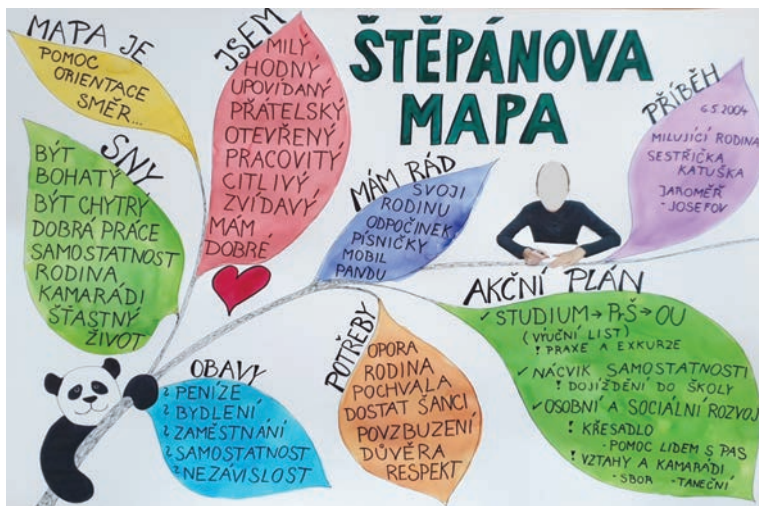 ŠTĚPÁNOVA
MAPA
MAPA JE
POMOC
ORIENTACE
SMĚR...
JSEM
MILÝ
HODNÝ
UPOVÍDANÝ
PŘÁTELSKÝ
OTEVŘENÝ
PRACOVITÝ
CITLIVÝ
ZVÍDAVÝ
MÁM
DOBRÉ
SNY
BÝT
BOHATÝ
BÝT CHYTRÝ
DOBRÁ PRÁCE
SAMOSTATNOST
RODINA
KAMARÁDI
ŠŤASTNÝ
ŽIVOT
MÁM RÁD
SVOJI
RODINU
ODPOČINEK
PÍSNIČKY
MOBIL
PANDU
PŘÍBĚH
6.5.2004
MILUJÍCÍ RODINA
SESTŘIČKA
KATUŠKA
JAROMĚŘ
- JOSEFOV
OBAVY
? PENÍZE
? BYDLENÍ
? ZAMĚSTNÁNÍ
? SAMOSTATNOST
? NEZÁVISLOST
POTŘEBY
OPORA
RODINA
POCHVALA
DOSTAT ŠANCI
POVZBUZENÍ
DŮVĚRA
RESPEKT
AKČNÍ PLÁN
✓ STUDIUM → PrŠ → OU
(VÝUČNÍ LIST)
! PRAXE A EXKURZE
✓ NÁCVIK SAMOSTATNOSTI
! DOJÍŽDĚNÍ DO ŠKOLY
✓ OSOBNÍ A SOCIÁLNÍ ROZVOJ
! KŘESADLO
- POMOC LIDEM S PAS
! VZTAHY A KAMARÁDI
- SBOR - TANEČNÍ